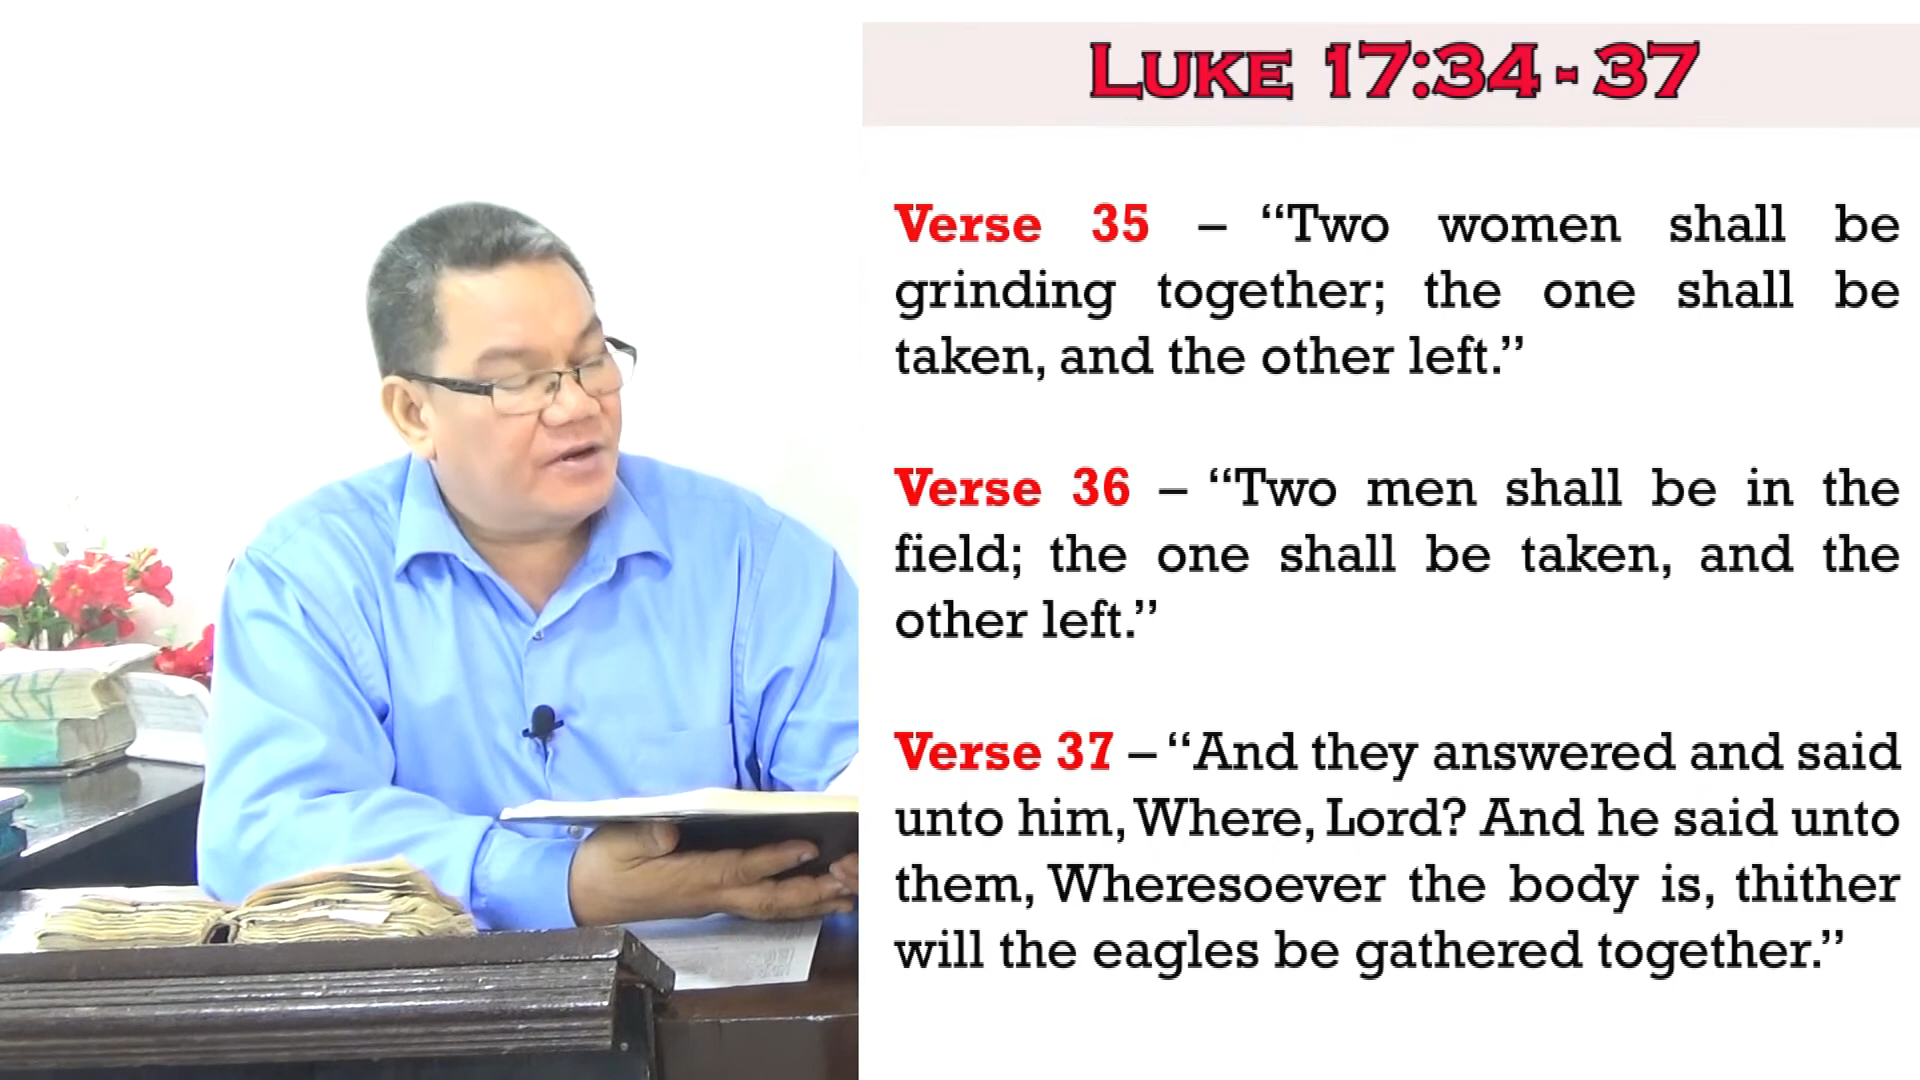 LUKE 17:34 - 37
Verse 35 – “Two women shall be
grinding together; the one shall be
taken, and the other left.”
Verse 36 – “Two men shall be in the
field; the one shall be taken, and the
other left.”
Verse 37 – “And they answered and said
unto him, Where, Lord? And he said unto
them, Wheresoever the body is, thither
will the eagles be gathered together.”